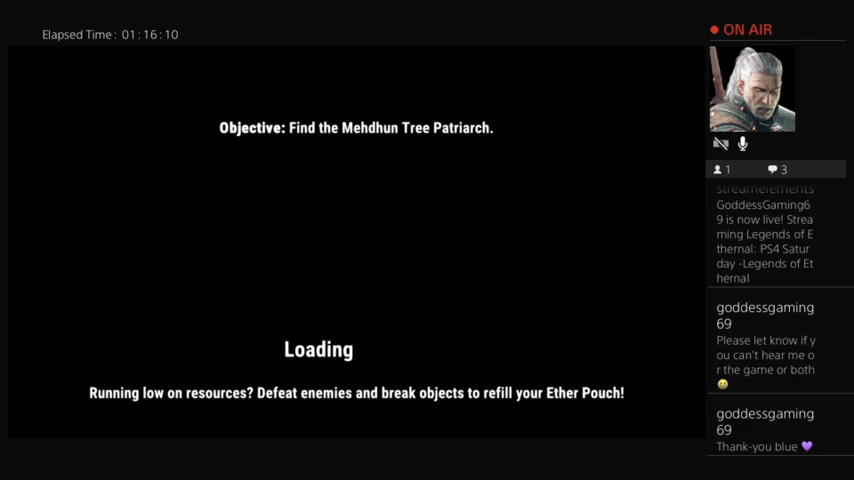 Elapsed Time: 01:16:10
ON AIR
Objective: Find the Mehdhun Tree Patriarch.
1
3
streamelements
GoddessGaming6
9 is now live! Strea
ming Legends of E
thernal: PS4 Satur
day -Legends of Et
hernal
goddessgaming
69
Please let know if y
ou can't hear me o
r the game or both
😄
Loading
Running low on resources? Defeat enemies and break objects to refill your Ether Pouch!
goddessgaming
69
Thank-you blue 💜